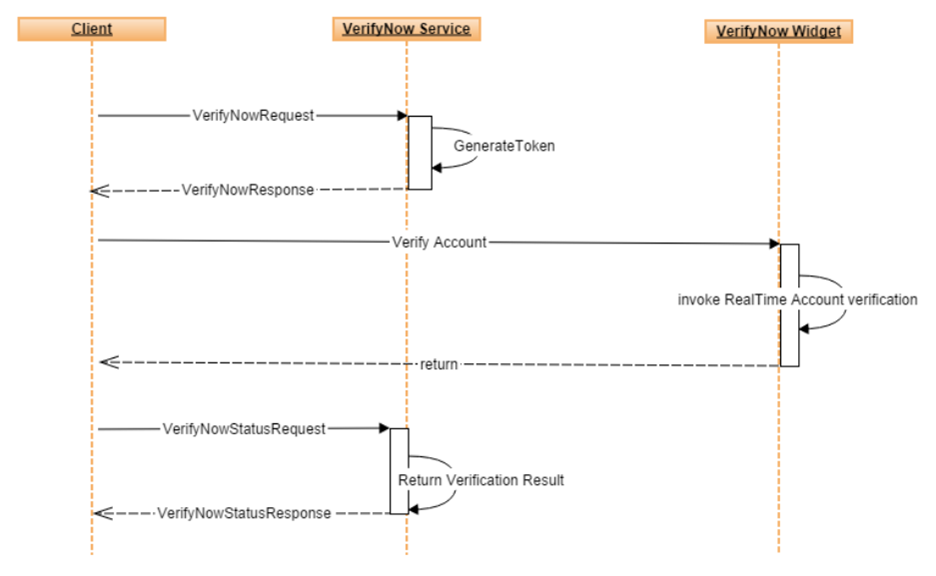 Client
VerifyNow Service
VerifyNow Widget
VerifyNowRequest
GenerateToken
VerifyNowResponse
Verify Account
invoke RealTime Account verification
return
VerifyNowStatusRequest
Return Verification Result
VerifyNowStatusResponse